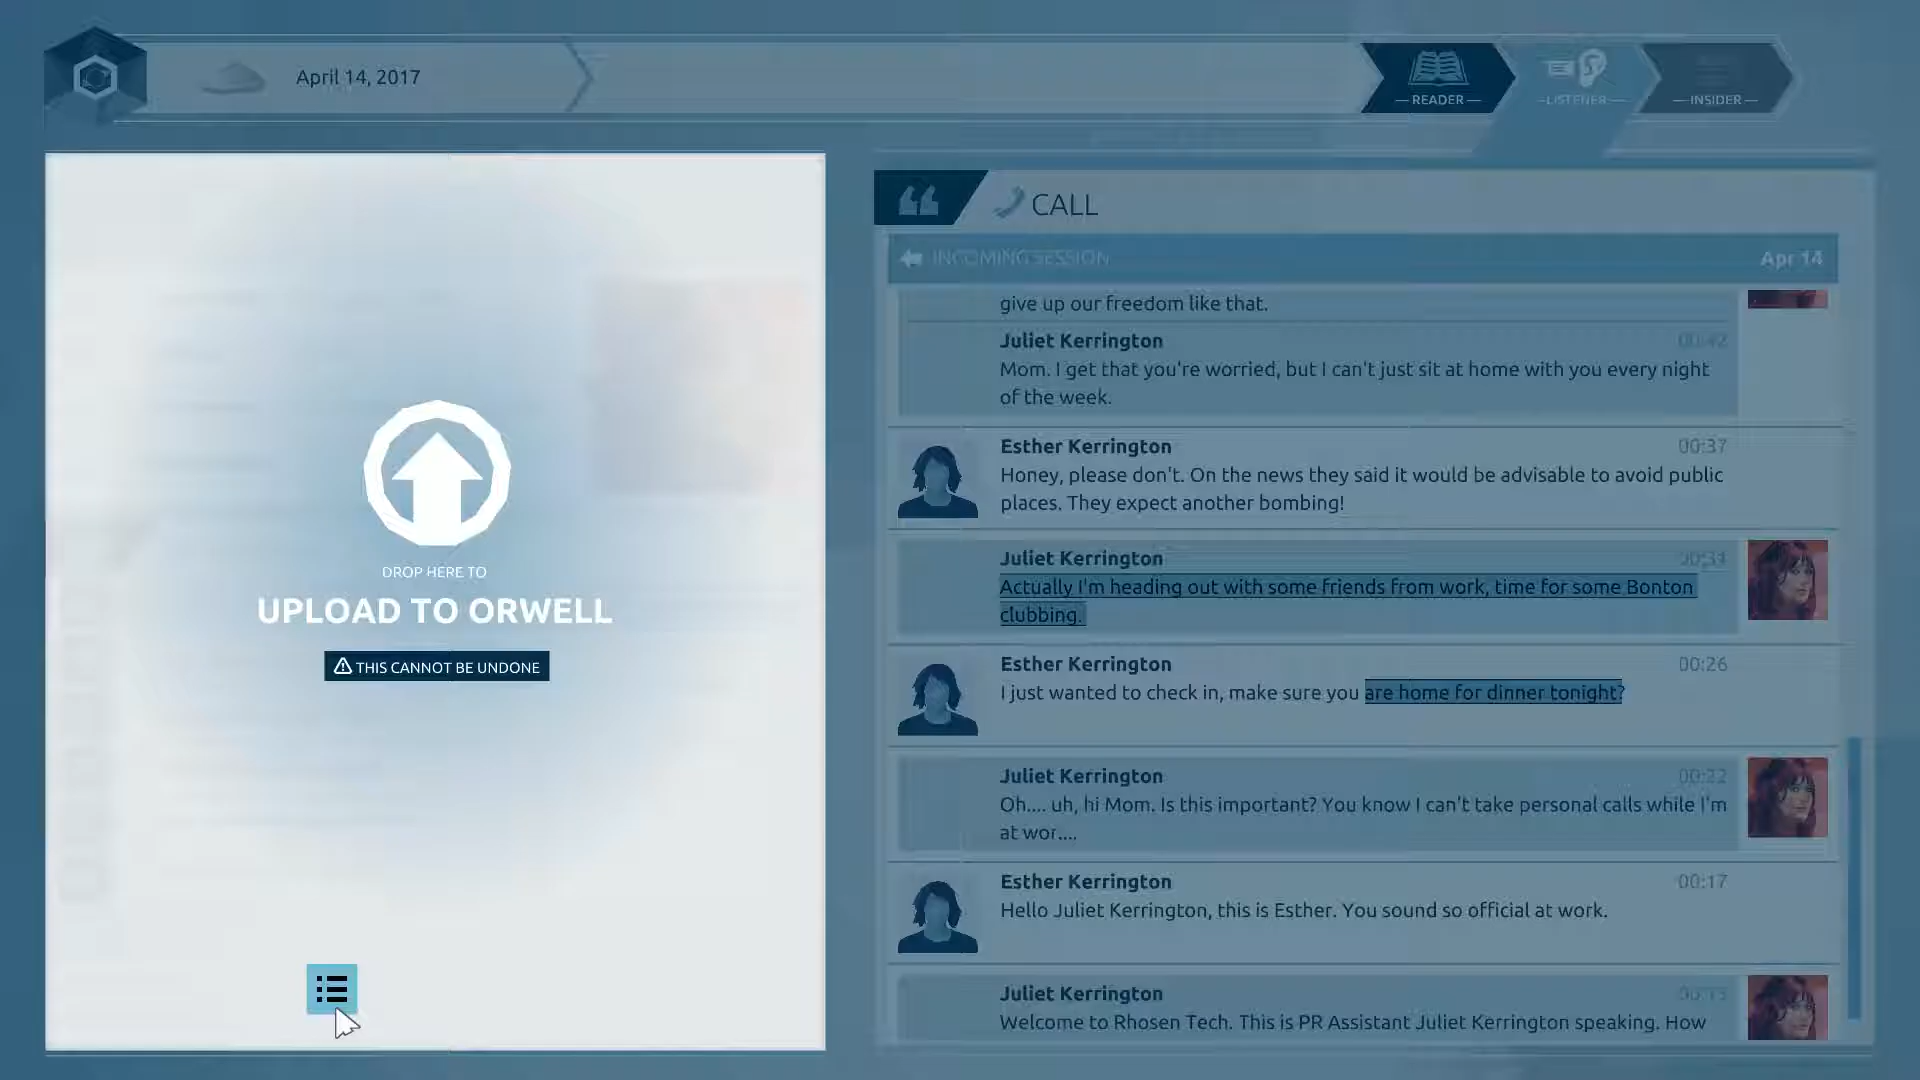 April 14, 2017
READER
LISTENER
INSIDER
DROP HERE TO
UPLOAD TO ORWELL
THIS CANNOT BE UNDONE
CALL
INCOMING SESSION
Apr 14
give up our freedom like that.
Juliet Kerrington
00:42
Mom. I get that you're worried, but I can't just sit at home with you every night
of the week.
Esther Kerrington
00:37
Honey, please don't. On the news they said it would be advisable to avoid public
places. They expect another bombing!
Juliet Kerrington
00:31
Actually I'm heading out with some friends from work, time for some Bonton
clubbing.
Esther Kerrington
00:26
I just wanted to check in, make sure you are home for dinner tonight?
Juliet Kerrington
00:22
Oh.... uh, hi Mom. Is this important? You know I can't take personal calls while I'm
at wor....
Esther Kerrington
00:17
Hello Juliet Kerrington, this is Esther. You sound so official at work.
Juliet Kerrington
00:13
Welcome to Rhosen Tech. This is PR Assistant Juliet Kerrington speaking. How